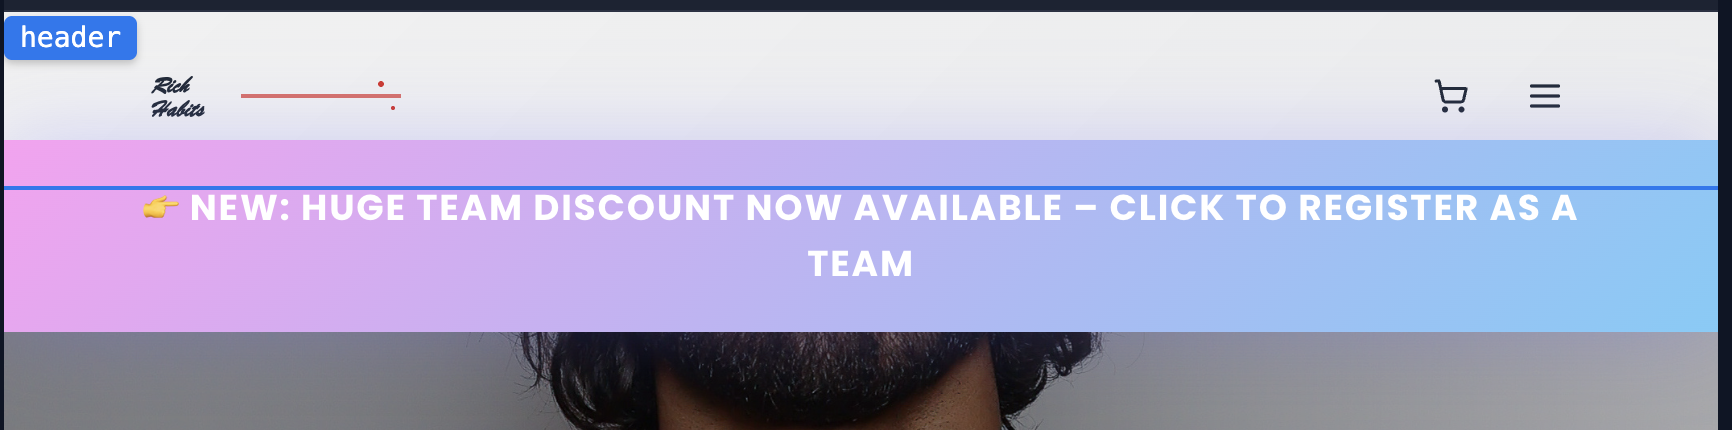 header
Rich
Habits
👉 NEW: HUGE TEAM DISCOUNT NOW AVAILABLE – CLICK TO REGISTER AS A
TEAM